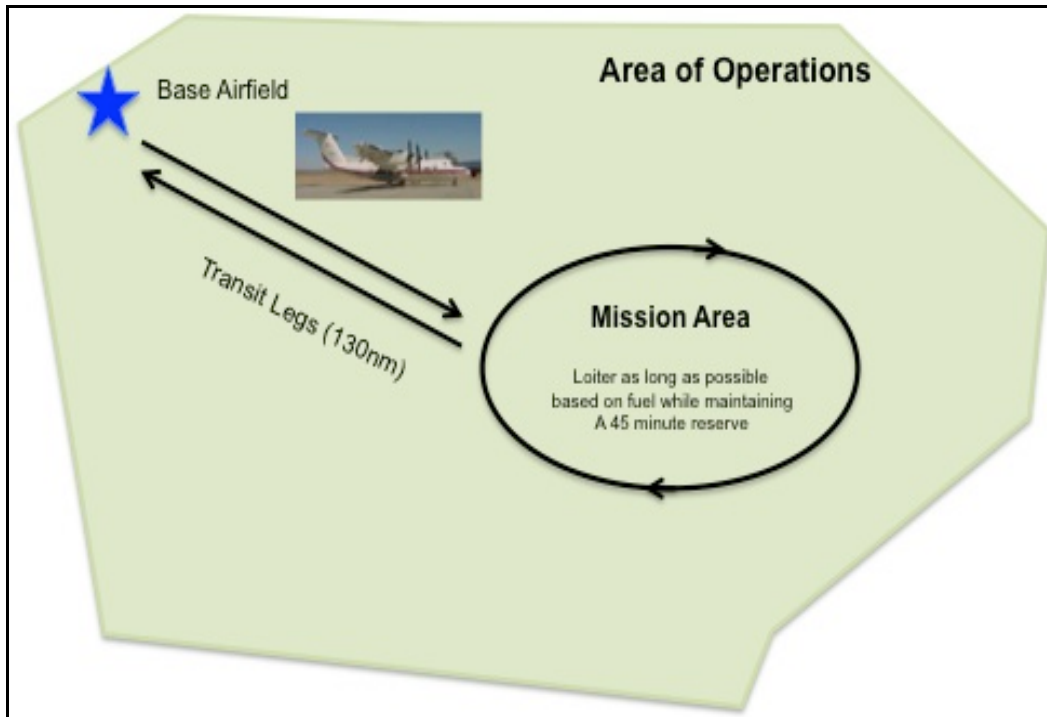 Area of Operations
Base Airfield
Transit Legs (130nm)
Mission Area
Loiter as long as possible
based on fuel while maintaining
A 45 minute reserve